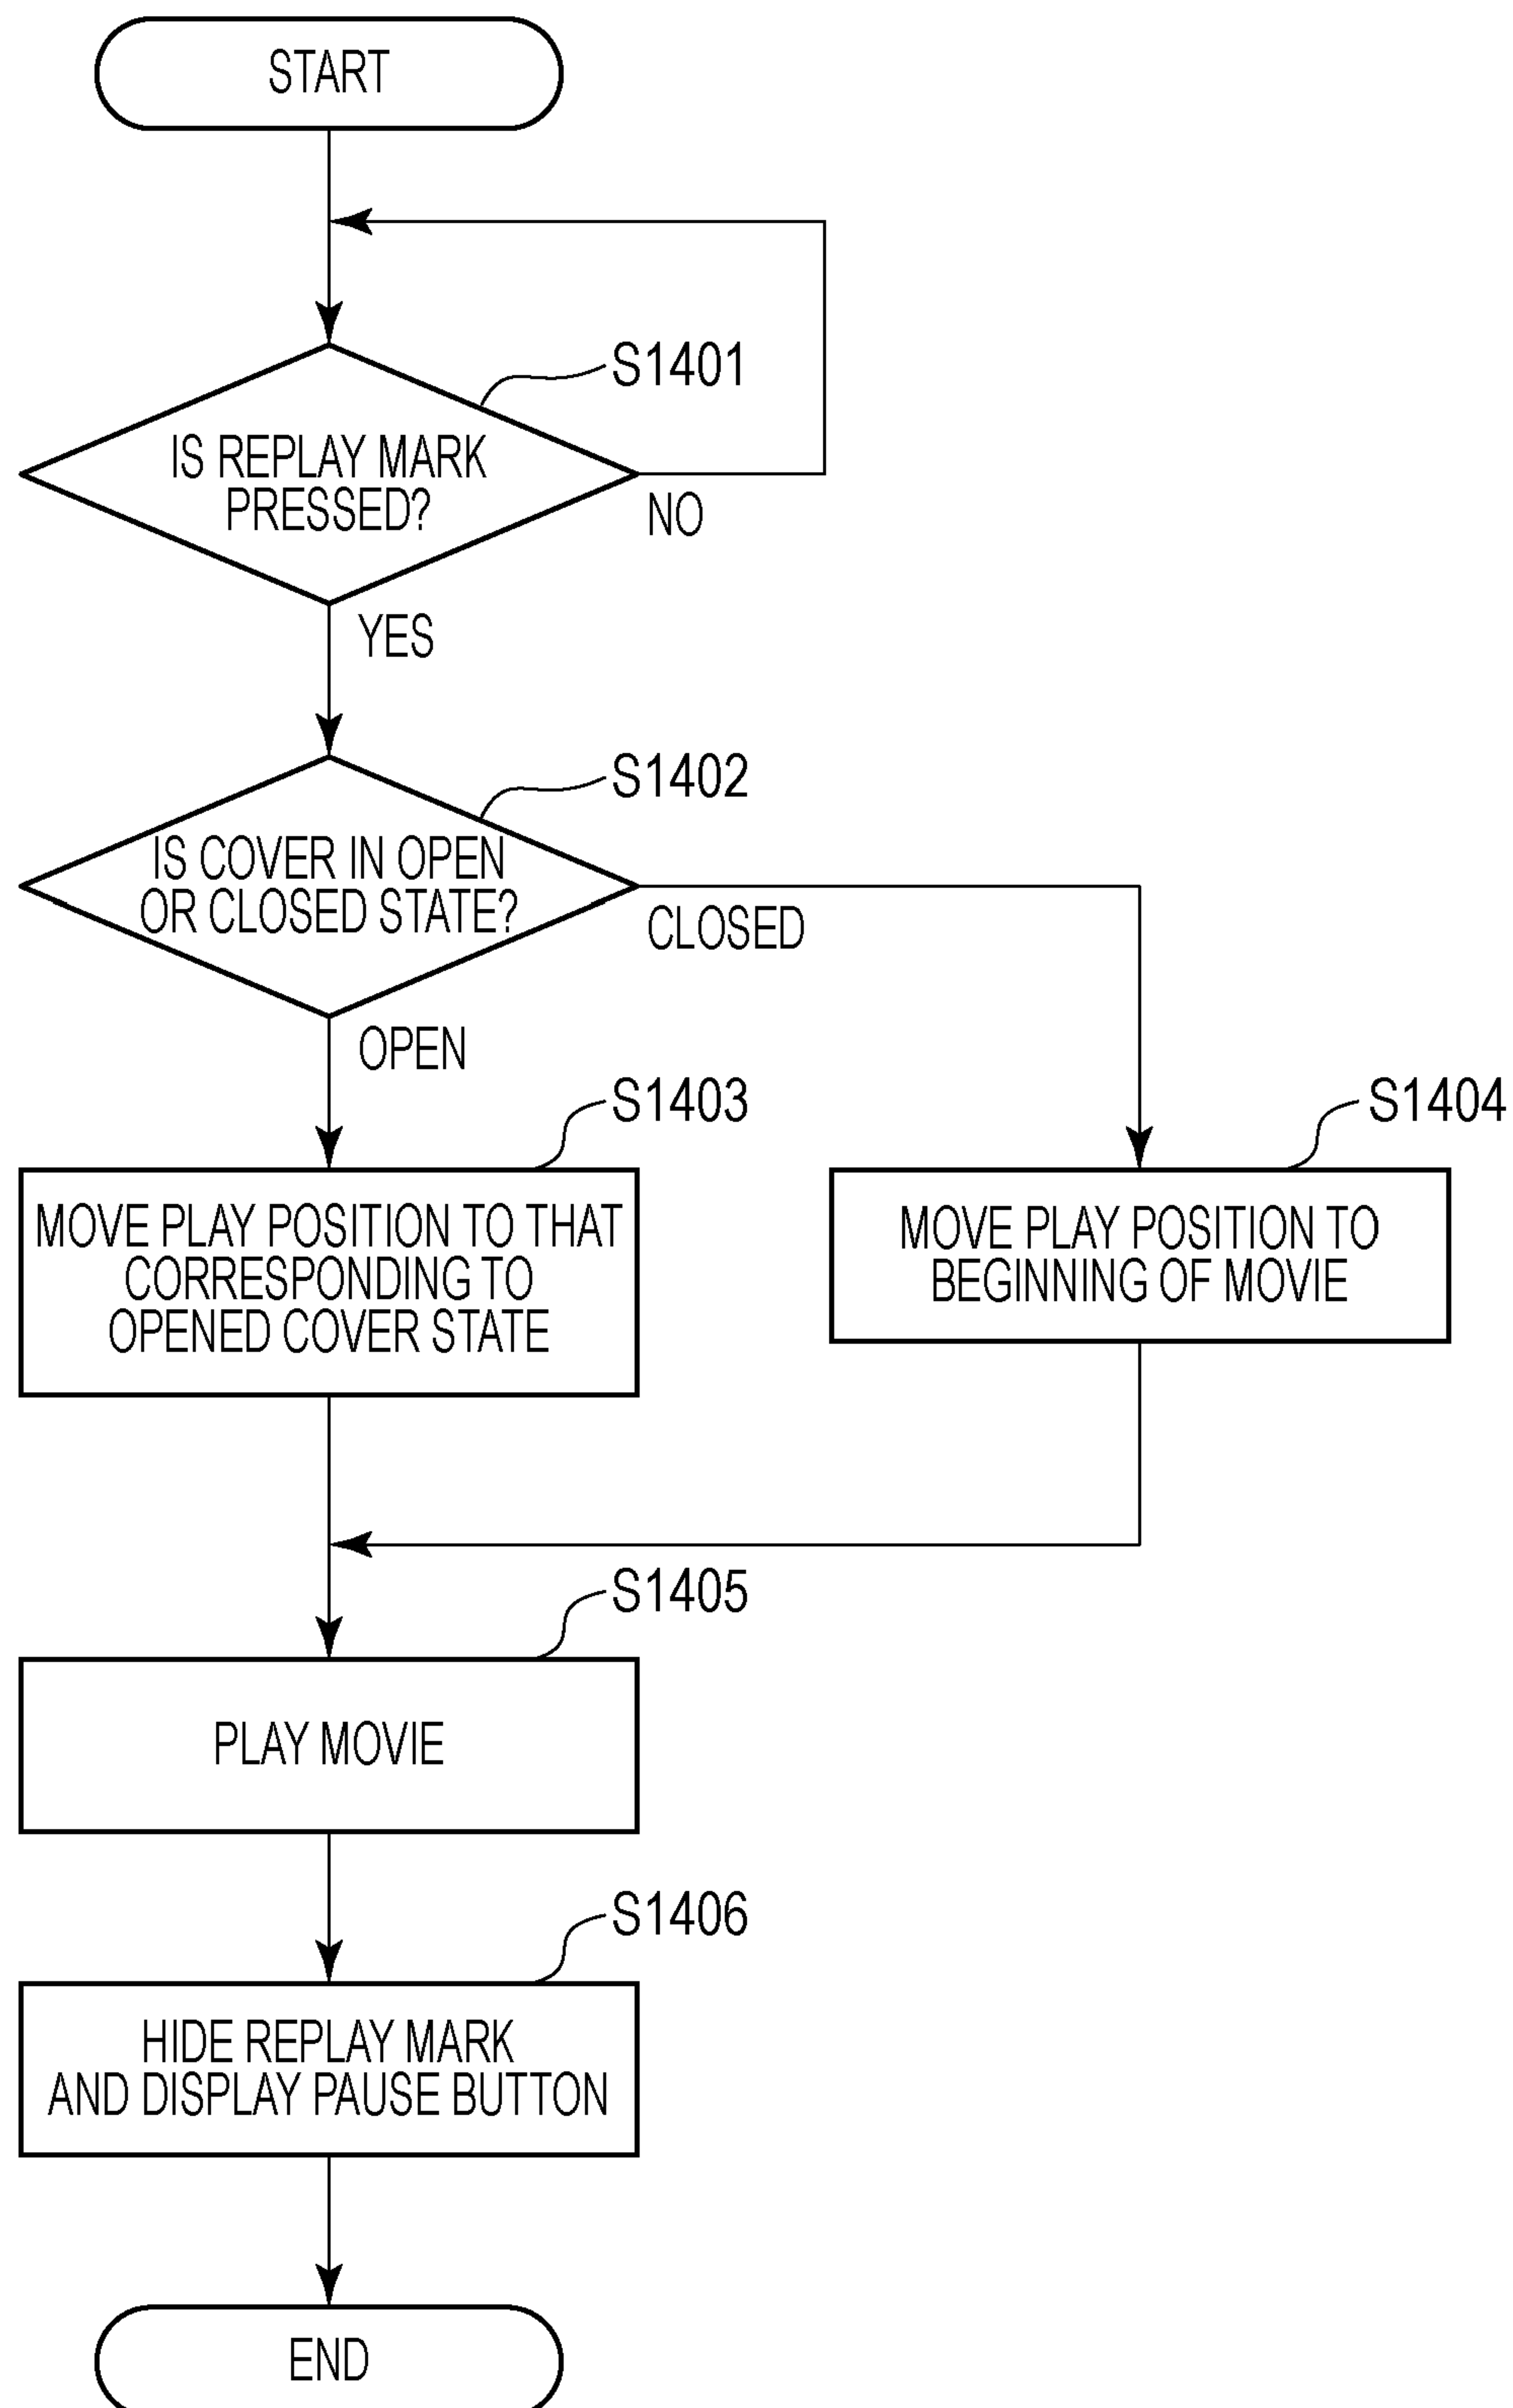 START
S1401
IS REPLAY MARK
PRESSED?
NO
YES
S1402
IS COVER IN OPEN
OR CLOSED STATE?
CLOSED
OPEN
S1403
S1404
MOVE PLAY POSITION TO THAT
CORRESPONDING TO
OPENED COVER STATE
MOVE PLAY POSITION TO
BEGINNING OF MOVIE
S1405
PLAY MOVIE
S1406
HIDE REPLAY MARK
AND DISPLAY PAUSE BUTTON
END